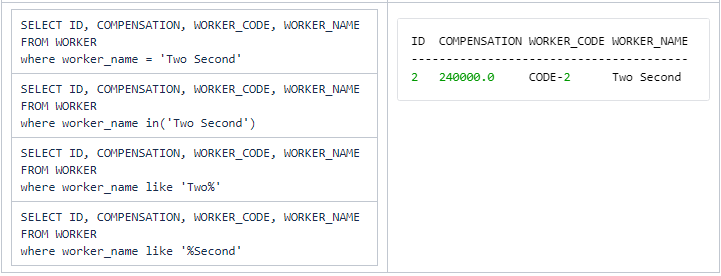 SELECT ID, COMPENSATION, WORKER_CODE, WORKER_NAME
FROM WORKER
where worker_name = 'Two Second'
SELECT ID, COMPENSATION, WORKER_CODE, WORKER_NAME
FROM WORKER
where worker_name in('Two Second')
SELECT ID, COMPENSATION, WORKER_CODE, WORKER_NAME
FROM WORKER
where worker_name like 'Two%'
SELECT ID, COMPENSATION, WORKER_CODE, WORKER_NAME
FROM WORKER
where worker_name like '%Second'
ID COMPENSATION WORKER_CODE WORKER_NAME
----------------------------------------
2 240000.0 CODE-2 Two Second